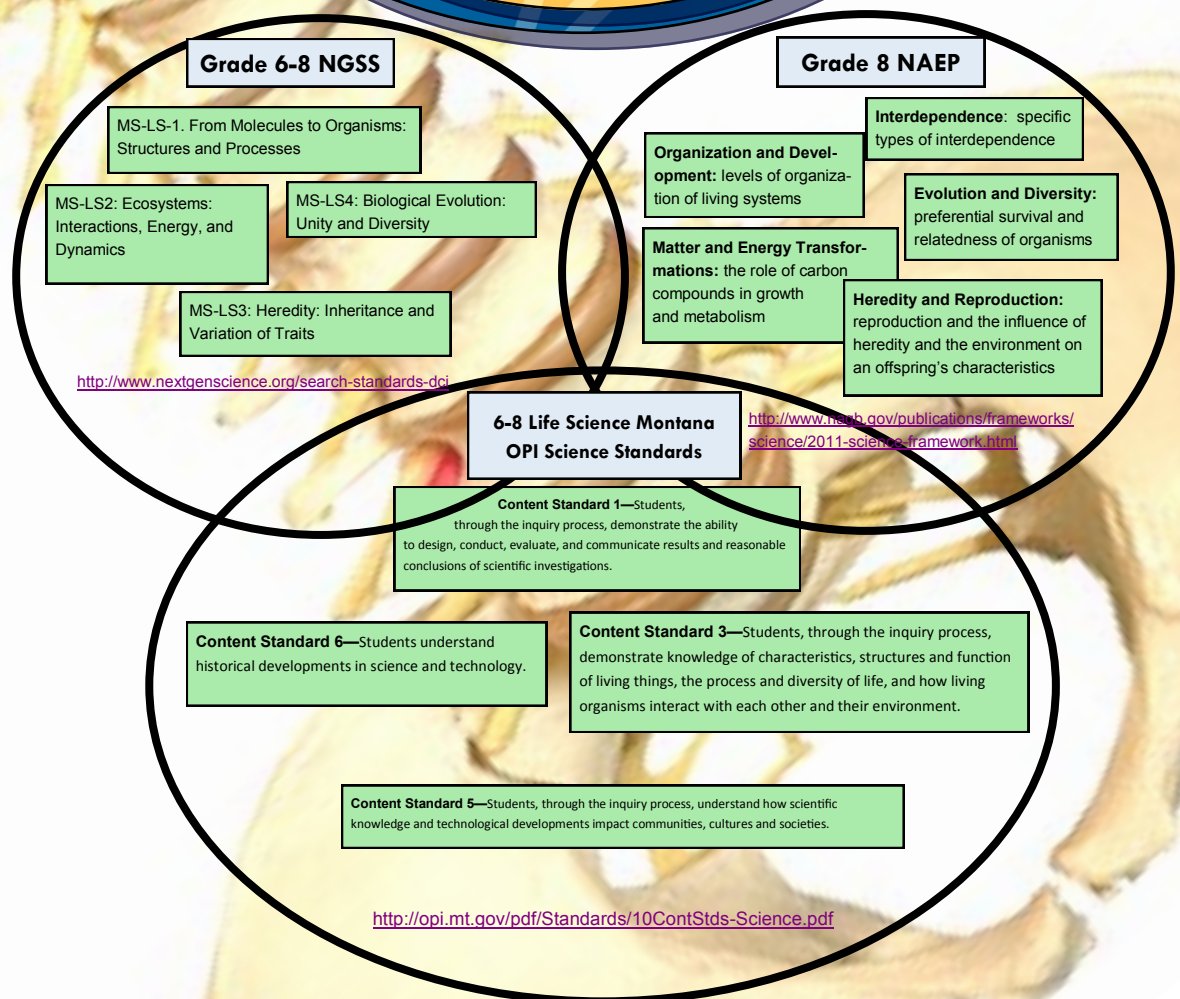 Grade 6-8 NGSS
MS-LS-1. From Molecules to Organisms:
Structures and Processes
MS-LS2: Ecosystems:
Interactions, Energy, and
Dynamics
MS-LS4: Biological Evolution:
Unity and Diversity
MS-LS3: Heredity: Inheritance and
Variation of Traits
http://www.nextgenscience.org/search-standards-dci
Grade 8 NAEP
Interdependence: specific
types of interdependence
Organization and Devel-
opment: levels of organiza-
tion of living systems
Evolution and Diversity:
preferential survival and
relatedness of organisms
Matter and Energy Transfor-
mations: the role of carbon
compounds in growth
and metabolism
Heredity and Reproduction:
reproduction and the influence of
heredity and the environment on
an offspring's characteristics
http://www.nagb.gov/publications/frameworks/
science/2011-science-framework.html
6-8 Life Science Montana
OPI Science Standards
Content Standard 1—Students,
through the inquiry process, demonstrate the ability
to design, conduct, evaluate, and communicate results and reasonable
conclusions of scientific investigations.
Content Standard 6—Students understand
historical developments in science and technology.
Content Standard 3—Students, through the inquiry process,
demonstrate knowledge of characteristics, structures and function
of living things, the process and diversity of life, and how living
organisms interact with each other and their environment.
Content Standard 5—Students, through the inquiry process, understand how scientific
knowledge and technological developments impact communities, cultures and societies.
http://opi.mt.gov/pdf/Standards/10ContStds-Science.pdf